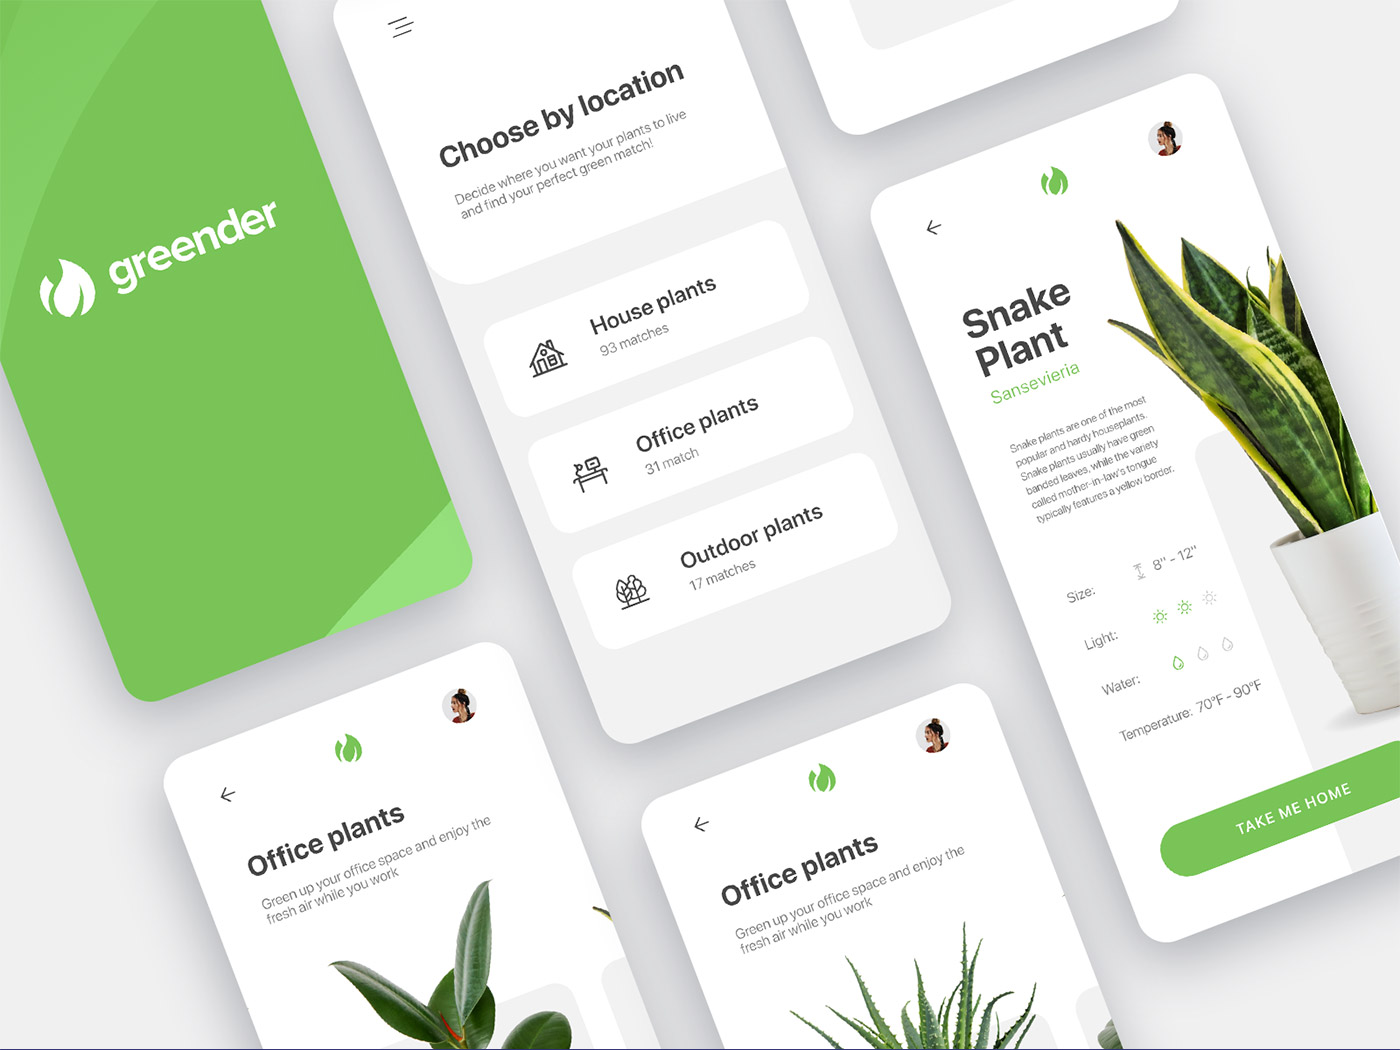 greender
Choose by location
Decide where you want your plants to live
and find your perfect green match!
House plants
93 matches
Office plants
31 match
Outdoor plants
17 matches
Snake
Plant
Sansevieria
Snake plants are one of the most
popular and hardy houseplants.
Snake plants usually have green
banded leaves, while the variety
called mother-in-law's tongue
typically features a yellow border.
Size: 8" - 12"
Light:
Water:
Temperature: 70°F - 90°F
TAKE ME HOME
Office plants
Green up your office space and enjoy the
fresh air while you work
Office plants
Green up your office space and enjoy the
fresh air while you work